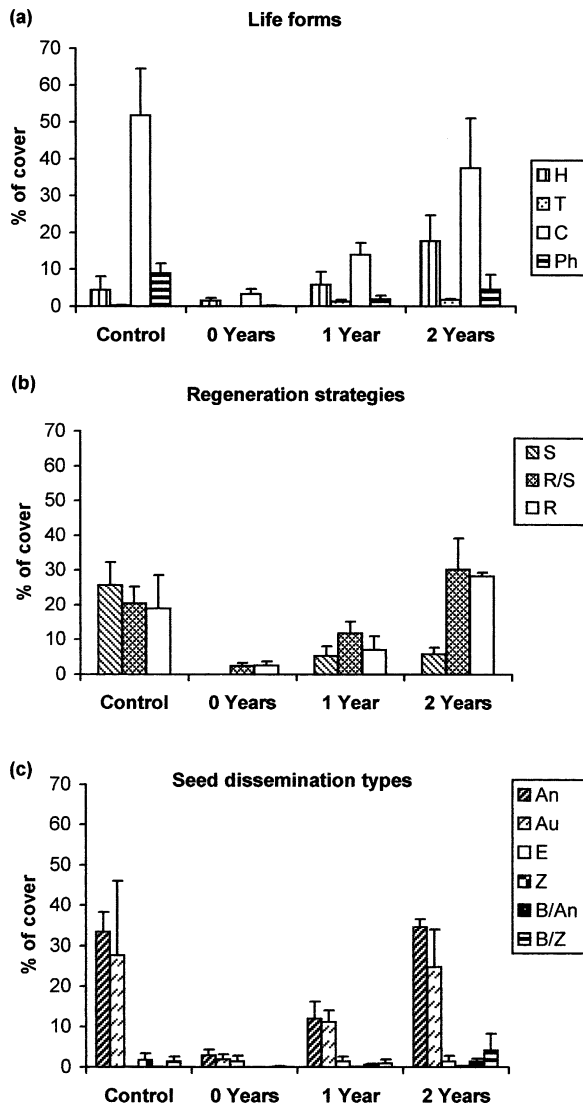 (a)
Life forms
70
60
50
40
30
20
10
0
% of cover
Control 0 Years 1 Year 2 Years
H
T
C
Ph
(b)
Regeneration strategies
70
60
50
40
30
20
10
0
% of cover
Control 0 Years 1 Year 2 Years
S
R/S
R
(c)
Seed dissemination types
70
60
50
40
30
20
10
0
% of cover
Control 0 Years 1 Year 2 Years
An
Au
E
Z
B/An
B/Z